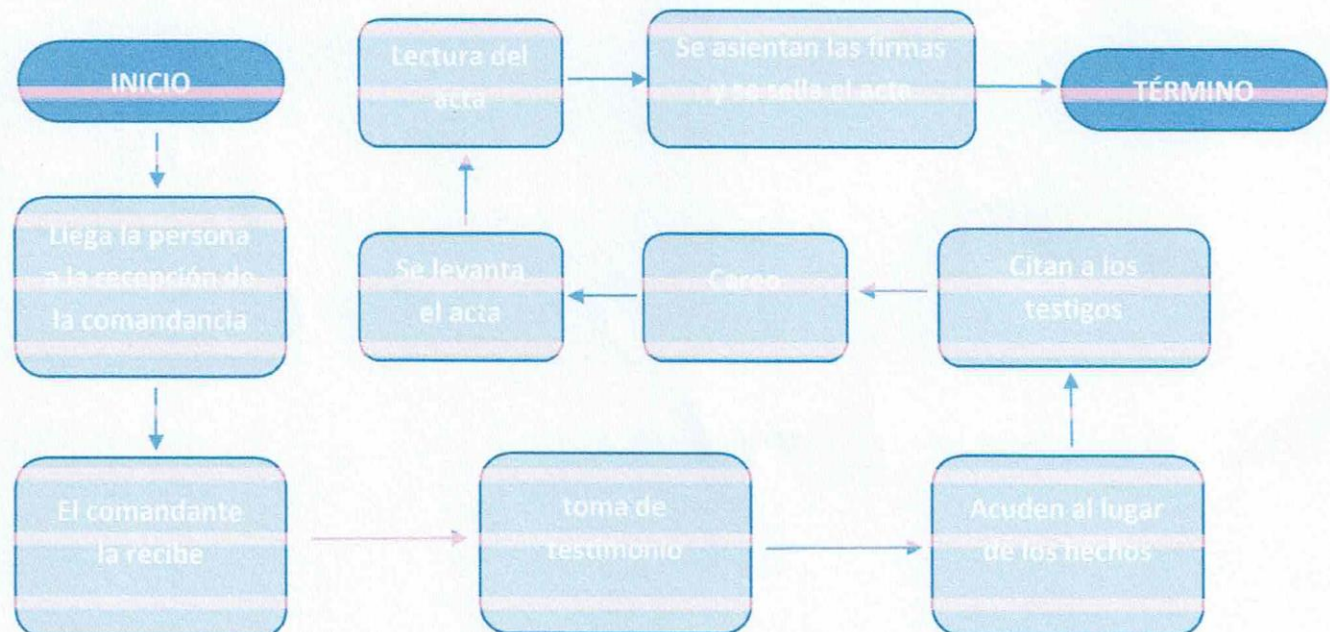 INICIO
Llega la persona
a la recepción de
la comandancia
El comandante
la recibe
toma de
testimonio
Acuden al lugar
de los hechos
Citan a los
testigos
Careo
Se levanta
el acta
Lectura del
acta
Se asientan las firmas
y se sella el acta
TÉRMINO